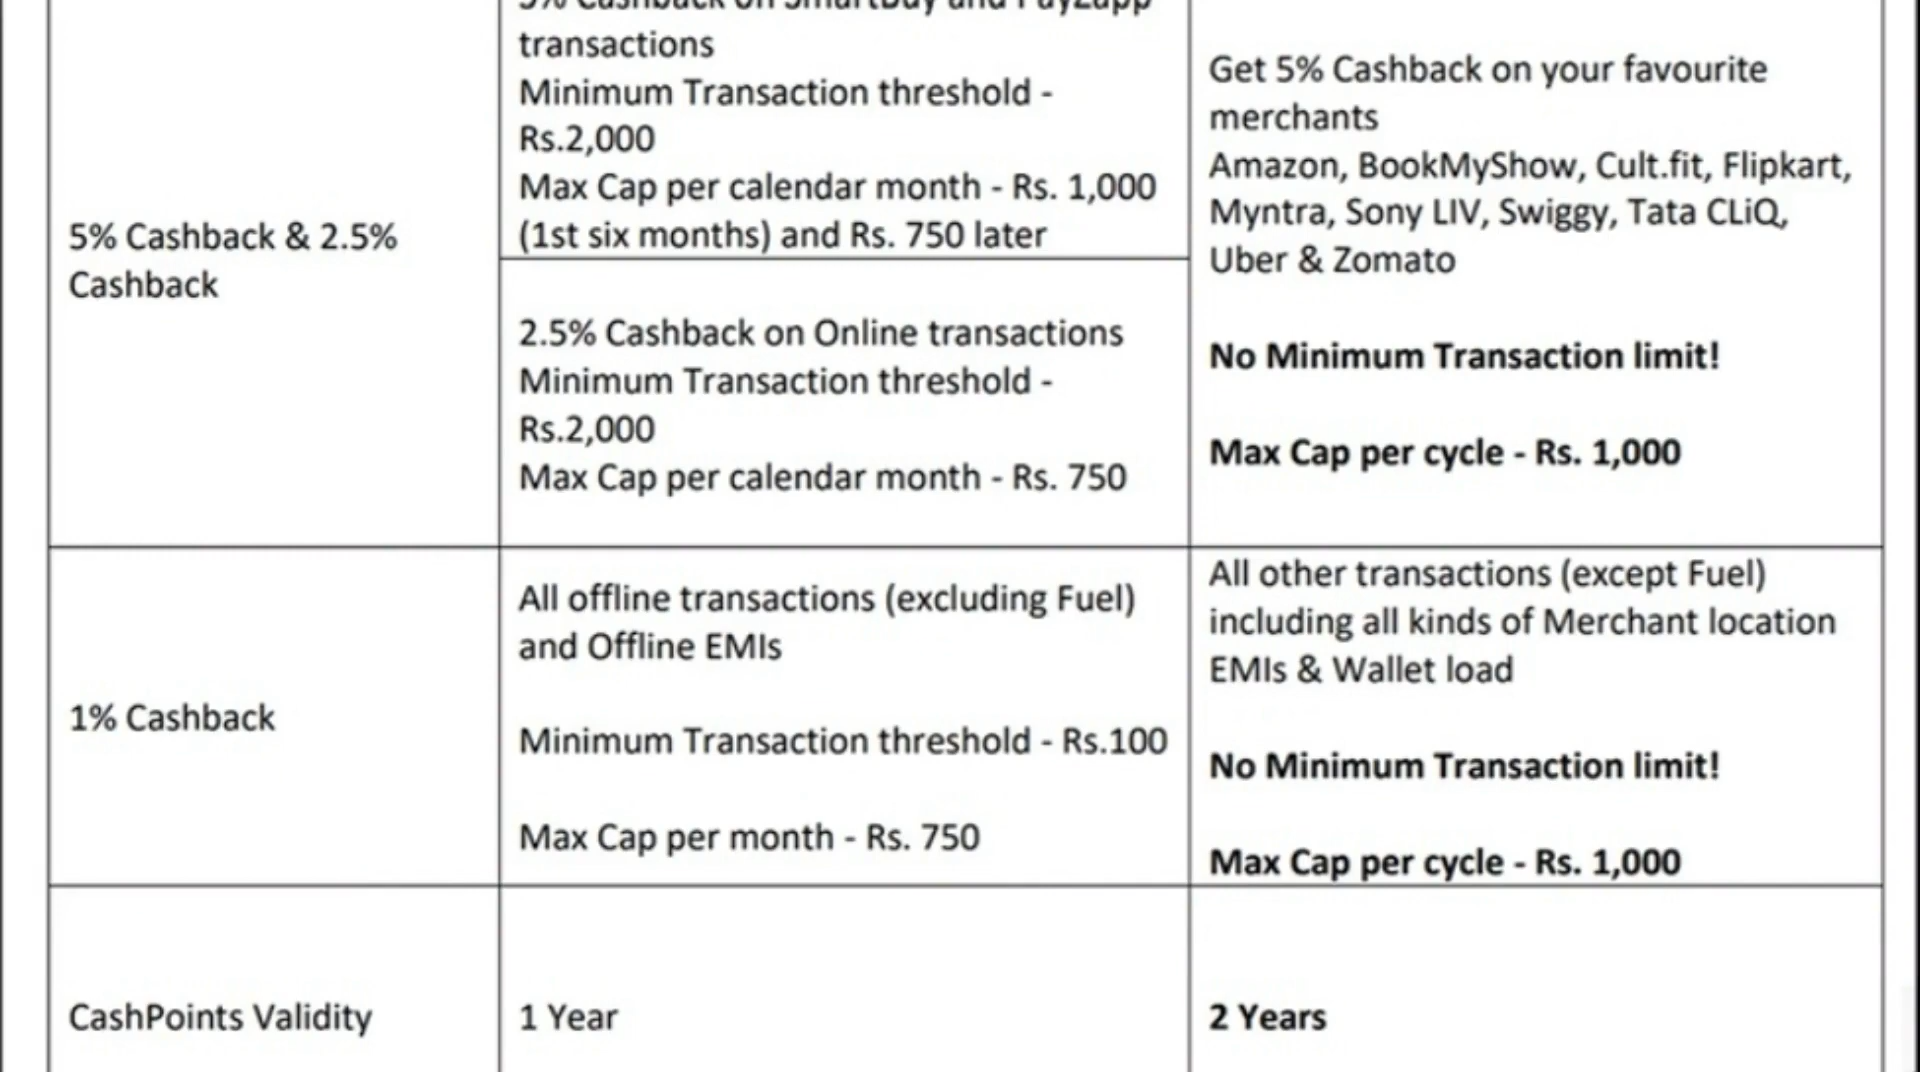 5% Cashback on SmartBuy and PayZapp
transactions
Minimum Transaction threshold -
Rs.2,000
Max Cap per calendar month - Rs. 1,000
(1st six months) and Rs. 750 later
Get 5% Cashback on your favourite
merchants
Amazon, BookMyShow, Cult.fit, Flipkart,
Myntra, Sony LIV, Swiggy, Tata CLiQ,
Uber & Zomato
No Minimum Transaction limit!
Max Cap per cycle - Rs. 1,000
5% Cashback & 2.5%
Cashback
2.5% Cashback on Online transactions
Minimum Transaction threshold -
Rs.2,000
Max Cap per calendar month - Rs. 750
1% Cashback
All offline transactions (excluding Fuel)
and Offline EMIs
Minimum Transaction threshold - Rs.100
Max Cap per month - Rs. 750
All other transactions (except Fuel)
including all kinds of Merchant location
EMIs & Wallet load
No Minimum Transaction limit!
Max Cap per cycle - Rs. 1,000
CashPoints Validity
1 Year
2 Years